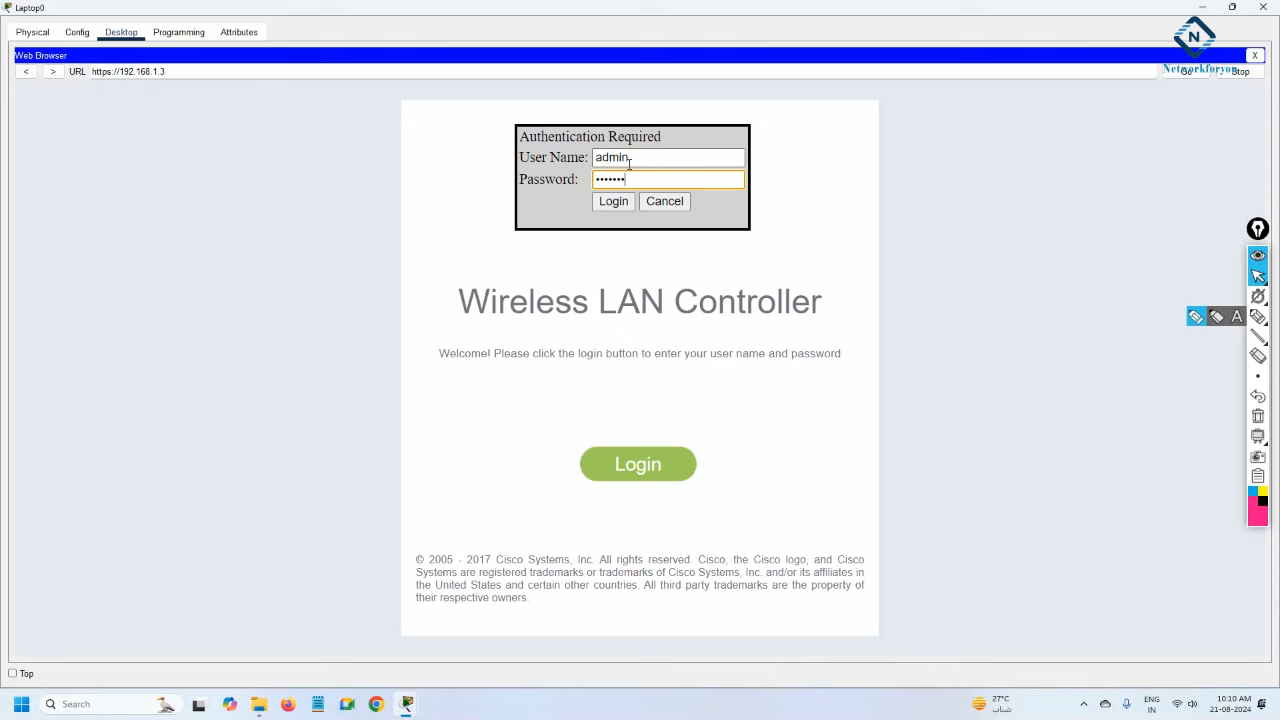 Laptop0
Physical Config Desktop Programming Attributes
N
Web Browser X
Networkforyou
< > URL https://192.168.1.3 Go Stop
Authentication Required
User Name: admin
Password: •••••••
Login Cancel
Wireless LAN Controller
Welcome! Please click the login button to enter your user name and password
Login
A
© 2005 - 2017 Cisco Systems, Inc. All rights reserved. Cisco, the Cisco logo, and Cisco
Systems are registered trademarks or trademarks of Cisco Systems, Inc. and/or its affiliates in
the United States and certain other countries. All third party trademarks are the property of
their respective owners.
Top
Search
27°C
ضباب
ENG
IN
10:10 AM
21-08-2024